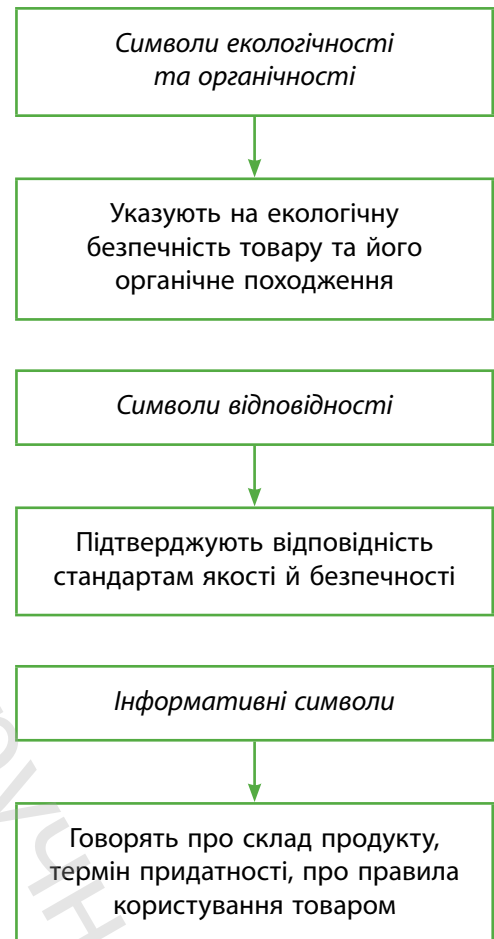 Символи екологічності
та органічності
Указують на екологічну
безпечність товару та його
органічне походження
Символи відповідності
Підтверджують відповідність
стандартам якості й безпечності
Інформативні символи
Говорять про склад продукту,
термін придатності, про правила
користування товаром